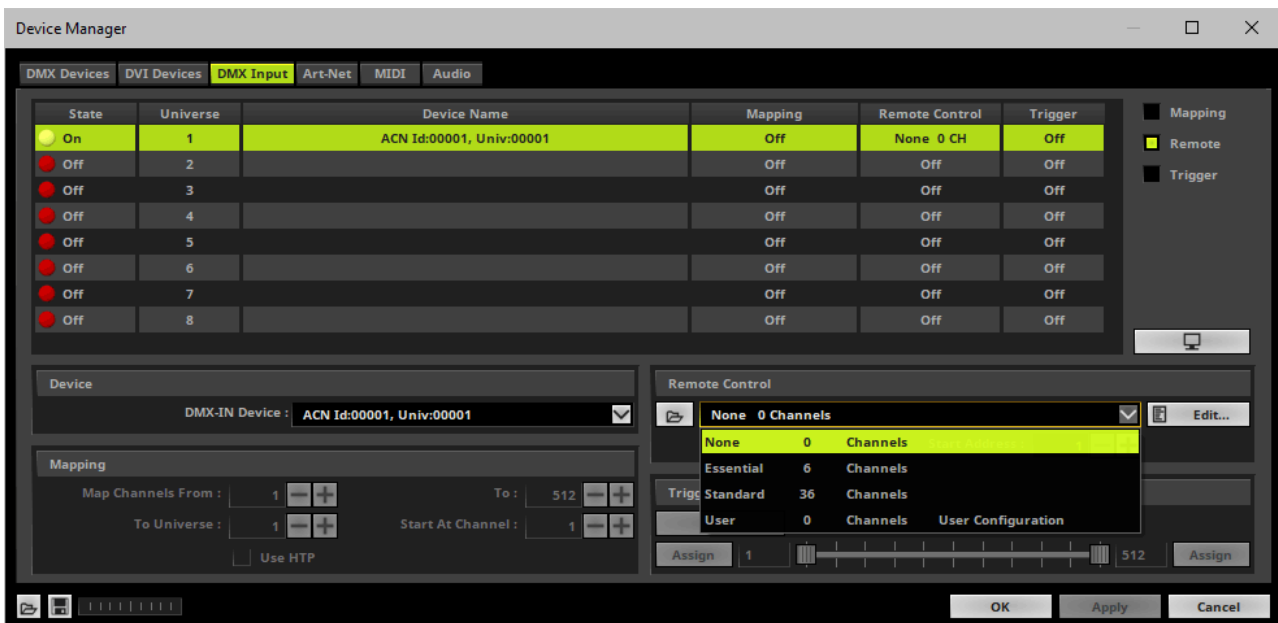 Device Manager
DMX Devices DVI Devices DMX Input Art-Net MIDI Audio
State Universe Device Name Mapping Remote Control Trigger
On 1 ACN Id:00001, Univ:00001 Off None 0 CH Off
Off 2 Off Off Off
Off 3 Off Off Off
Off 4 Off Off Off
Off 5 Off Off Off
Off 6 Off Off Off
Off 7 Off Off Off
Off 8 Off Off Off
Mapping
Remote
Trigger
Device
DMX-IN Device : ACN Id:00001, Univ:00001
Mapping
Map Channels From : 1 To : 512
To Universe : 1 Start At Channel : 1
Use HTP
Remote Control
None 0 Channels Edit...
None 0 Channels Start Address 1
Essential 6 Channels
Standard 36 Channels
User 0 Channels User Configuration
Trigg
Assign 1 512 Assign
OK Apply Cancel